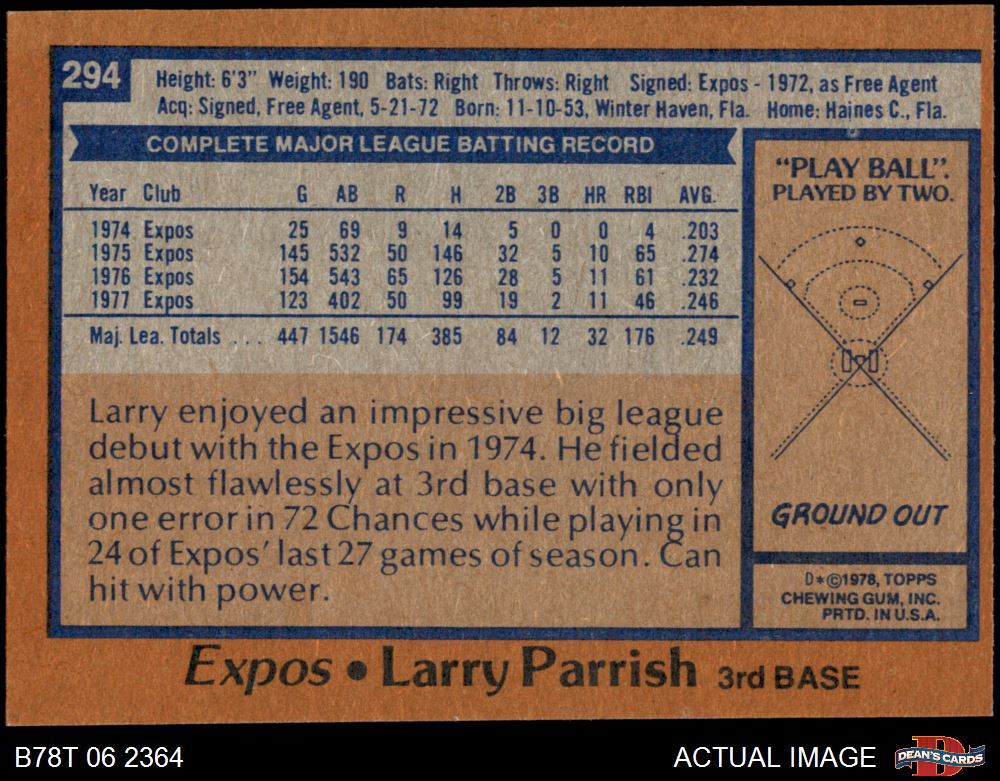 294
Height: 6'3" Weight: 190 Bats: Right Throws: Right Signed: Expos - 1972, as Free Agent
Acq: Signed, Free Agent, 5-21-72 Born: 11-10-53, Winter Haven, Fla. Home: Haines C., Fla.
COMPLETE MAJOR LEAGUE BATTING RECORD
Year Club G AB R H 2B 3B HR RBI AVG.
1974 Expos 25 69 9 14 5 0 0 4 .203
1975 Expos 145 532 50 146 32 5 10 65 .274
1976 Expos 154 543 65 126 28 5 11 61 .232
1977 Expos 123 402 50 99 19 2 11 46 .246
Maj. Lea. Totals . . . 447 1546 174 385 84 12 32 176 .249
Larry enjoyed an impressive big league
debut with the Expos in 1974. He fielded
almost flawlessly at 3rd base with only
one error in 72 Chances while playing in
24 of Expos' last 27 games of season. Can
hit with power.
"PLAY BALL".
PLAYED BY TWO.
GROUND OUT
D*©1978, TOPPS
CHEWING GUM, INC.
PRTD. IN U.S.A.
Expos • Larry Parrish 3rd BASE
B78T 06 2364
ACTUAL IMAGE
D
DEAN'S CARDS